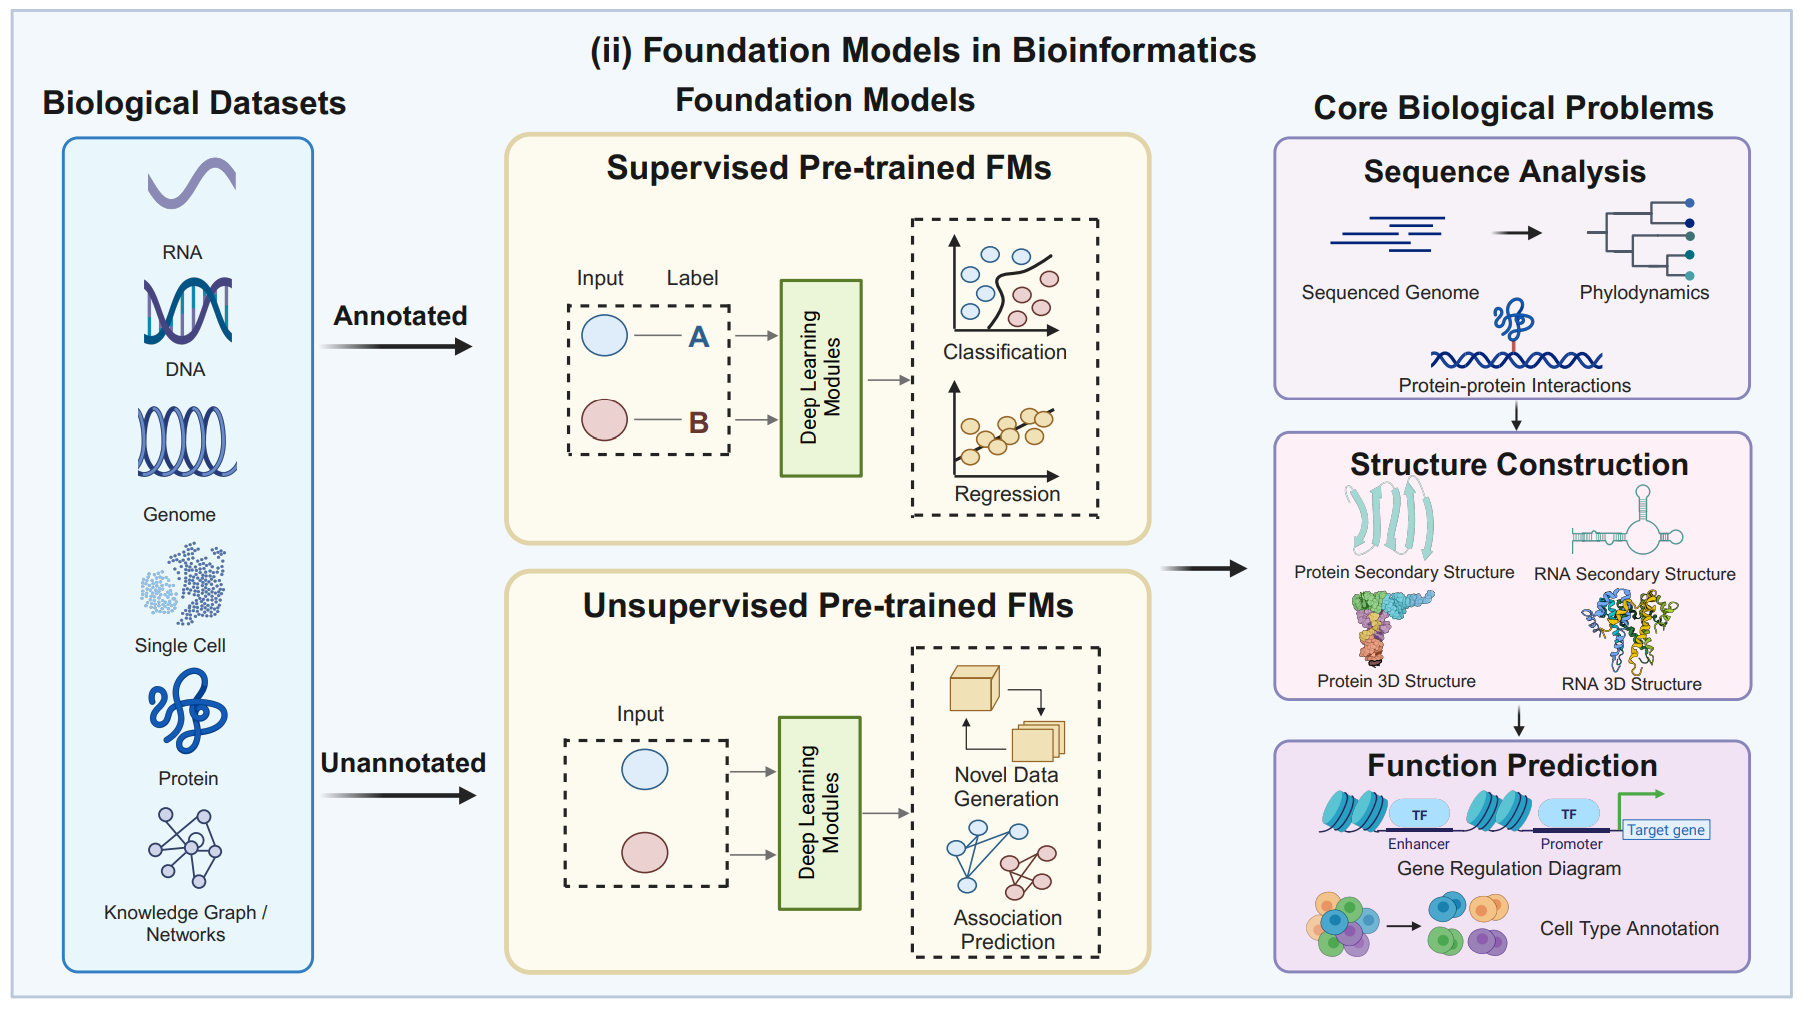 (ii) Foundation Models in Bioinformatics
Biological Datasets
RNA
DNA
Genome
Single Cell
Protein
Knowledge Graph /
Networks
Annotated
Unannotated
Foundation Models
Supervised Pre-trained FMs
Input
Label
A
B
Deep Learning
Modules
Classification
Regression
Unsupervised Pre-trained FMs
Input
Deep Learning
Modules
Novel Data
Generation
Association
Prediction
Core Biological Problems
Sequence Analysis
Sequenced Genome
Phylodynamics
Protein-protein Interactions
Structure Construction
Protein Secondary Structure
RNA Secondary Structure
Protein 3D Structure
RNA 3D Structure
Function Prediction
TF
TF
Target gene
Enhancer
Promoter
Gene Regulation Diagram
Cell Type Annotation